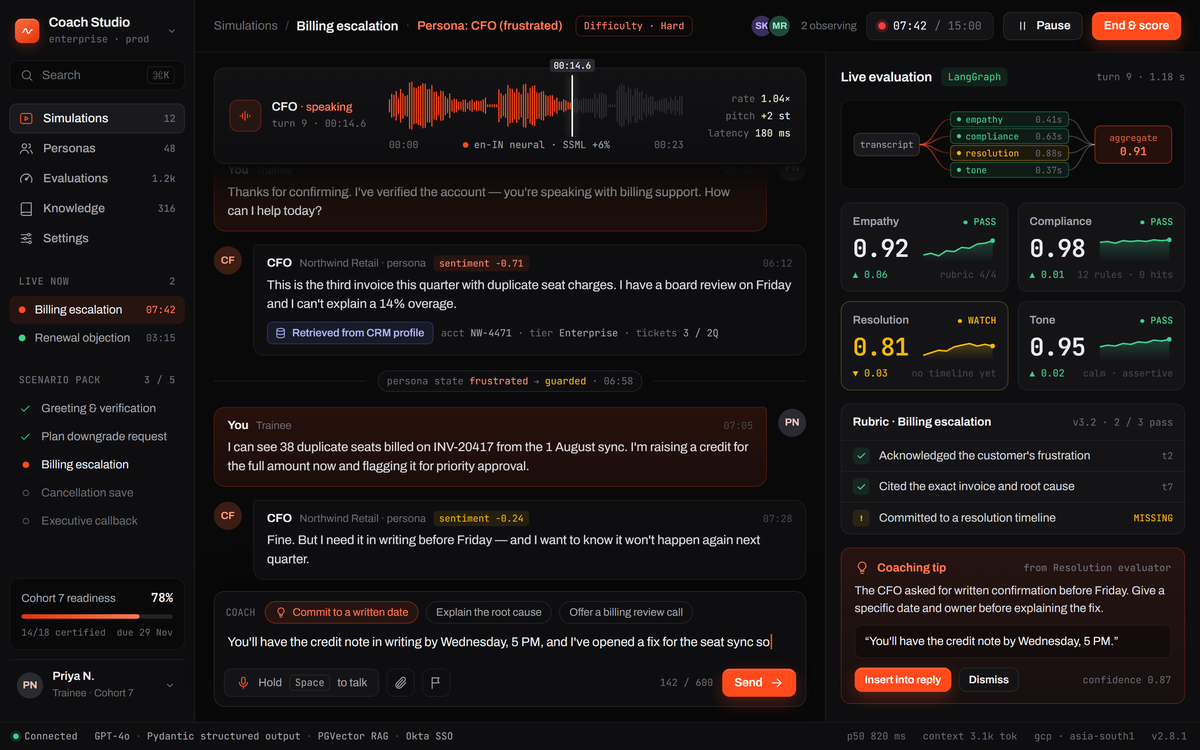 Coach Studio
enterprise · prod
Search ⌘K
Simulations 12
Personas 48
Evaluations 1.2k
Knowledge 316
Settings
LIVE NOW 2
Billing escalation 07:42
Renewal objection 03:15
SCENARIO PACK 3 / 5
Greeting & verification
Plan downgrade request
Billing escalation
Cancellation save
Executive callback
Cohort 7 readiness 78%
14/18 certified due 29 Nov
PN Priya N.
Trainee · Cohort 7
Simulations / Billing escalation · Persona: CFO (frustrated) Difficulty · Hard
SK MR 2 observing 07:42 / 15:00 Pause End & score
00:14.6
CFO · speaking
turn 9 · 00:14.6
00:00 en-IN neural · SSML +6% 00:23
rate 1.04×
pitch +2 st
latency 180 ms
You Trainee
Thanks for confirming. I've verified the account — you're speaking with billing support. How
can I help today?
CF CFO Northwind Retail · persona sentiment -0.71 06:12
This is the third invoice this quarter with duplicate seat charges. I have a board review on Friday
and I can't explain a 14% overage.
Retrieved from CRM profile acct NW-4471 · tier Enterprise · tickets 3 / 2Q
persona state frustrated → guarded · 06:58
You Trainee 07:05 PN
I can see 38 duplicate seats billed on INV-20417 from the 1 August sync. I'm raising a credit for
the full amount now and flagging it for priority approval.
CF CFO Northwind Retail · persona sentiment -0.24 07:28
Fine. But I need it in writing before Friday — and I want to know it won't happen again next
quarter.
COACH Commit to a written date Explain the root cause Offer a billing review call
You'll have the credit note in writing by Wednesday, 5 PM, and I've opened a fix for the seat sync so
Hold Space to talk 142 / 600 Send →
Live evaluation LangGraph turn 9 · 1.18 s
transcript
empathy 0.41s
compliance 0.63s
resolution 0.88s
tone 0.37s
aggregate
0.91
Empathy PASS
0.92
▲ 0.06 rubric 4/4
Compliance PASS
0.98
▲ 0.01 12 rules · 0 hits
Resolution WATCH
0.81
▼ 0.03 no timeline yet
Tone PASS
0.95
▲ 0.02 calm · assertive
Rubric · Billing escalation v3.2 · 2 / 3 pass
Acknowledged the customer's frustration t2
Cited the exact invoice and root cause t7
Committed to a resolution timeline MISSING
Coaching tip from Resolution evaluator
The CFO asked for written confirmation before Friday. Give a
specific date and owner before explaining the fix.
“You'll have the credit note by Wednesday, 5 PM.”
Insert into reply Dismiss confidence 0.87
Connected GPT-4o · Pydantic structured output · PGVector RAG · Okta SSO
p50 820 ms context 3.1k tok gcp · asia-south1 v2.8.1